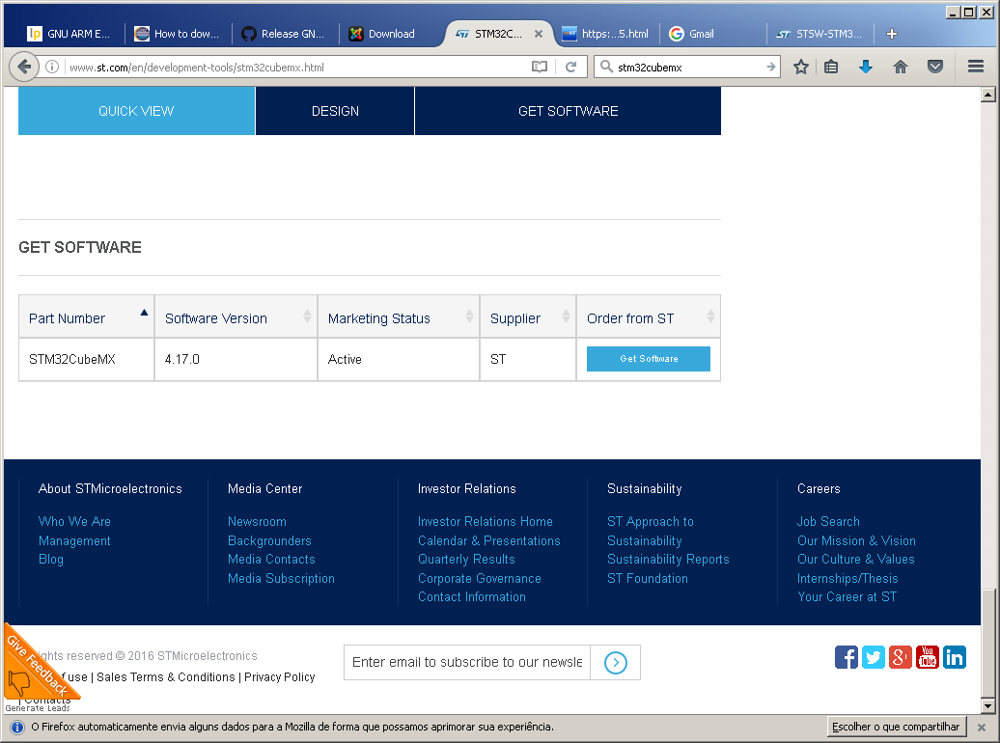 GNU ARM E...
How to dow...
Release GN...
Download
STM32C...
https:...5.html
Gmail
STSW-STM3...
www.st.com/en/development-tools/stm32cubemx.html
stm32cubemx
QUICK VIEW
DESIGN
GET SOFTWARE
GET SOFTWARE
Part Number
Software Version
Marketing Status
Supplier
Order from ST
STM32CubeMX
4.17.0
Active
ST
Get Software
About STMicroelectronics
Who We Are
Management
Blog
Media Center
Newsroom
Backgrounders
Media Contacts
Media Subscription
Investor Relations
Investor Relations Home
Calendar & Presentations
Quarterly Results
Corporate Governance
Contact Information
Sustainability
ST Approach to
Sustainability
Sustainability Reports
ST Foundation
Careers
Job Search
Our Mission & Vision
Our Culture & Values
Internships/Thesis
Your Career at ST
ights reserved © 2016 STMicroelectronics
f use | Sales Terms & Conditions | Privacy Policy
| Contacts
Give Feedback
Generate Leads
Enter email to subscribe to our newsle
You Tube
O Firefox automaticamente envia alguns dados para a Mozilla de forma que possamos aprimorar sua experiência.
Escolher o que compartilhar